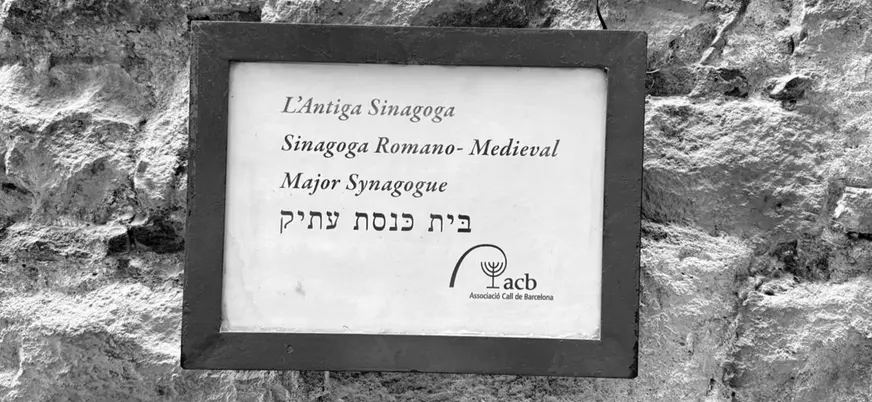 L'Antiga Sinagoga
Sinagoga Romano- Medieval
Major Synagogue
בית כנסת עתיק
acb
Associació Call de Barcelona